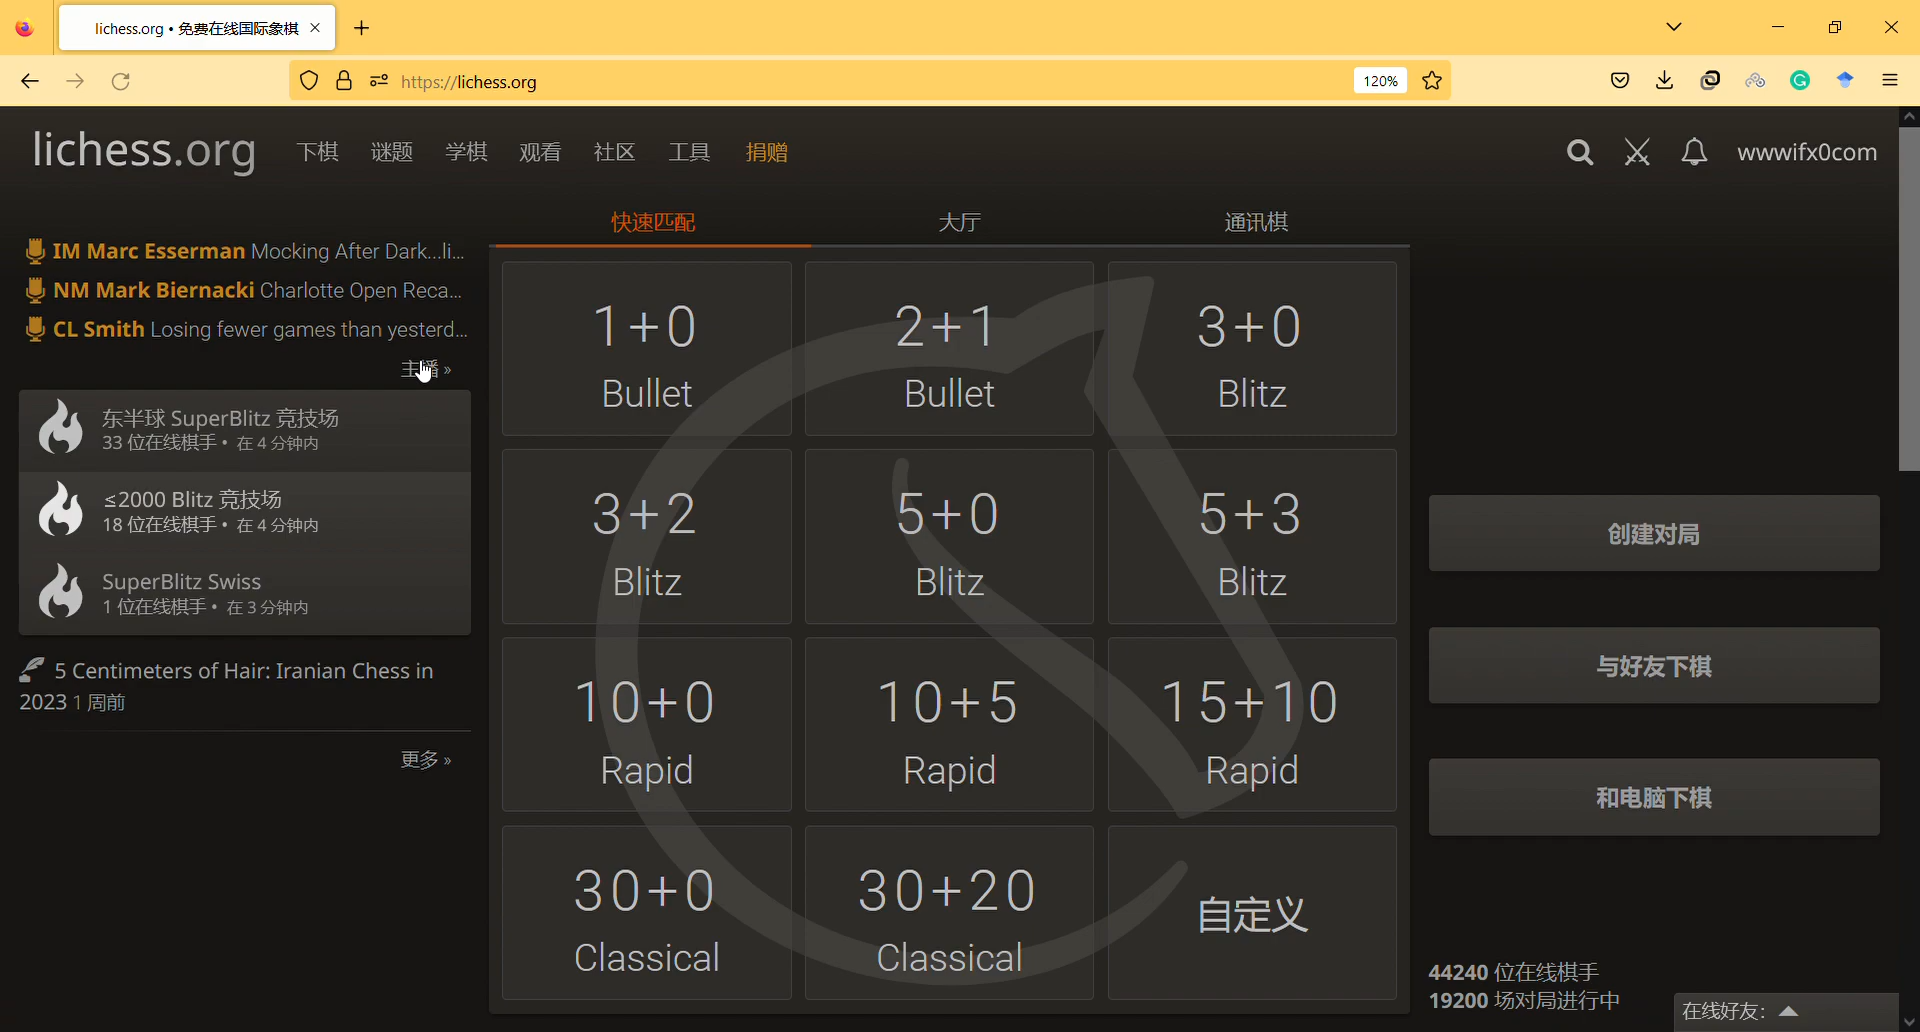 lichess.org • 免费在线国际象棋
https://lichess.org
120%
lichess.org
下棋 谜题 学棋 观看 社区 工具 捐赠
wwwifx0com
快速匹配 大厅 通讯棋
IM Marc Esserman Mocking After Dark...li...
NM Mark Biernacki Charlotte Open Reca...
CL Smith Losing fewer games than yesterd...
主播 »
东半球 SuperBlitz 竞技场
33 位在线棋手 • 在 4 分钟内
≤2000 Blitz 竞技场
18 位在线棋手 • 在 4 分钟内
SuperBlitz Swiss
1 位在线棋手 • 在 3 分钟内
5 Centimeters of Hair: Iranian Chess in
2023 1 周前
更多 »
1+0 2+1 3+0
Bullet Bullet Blitz
3+2 5+0 5+3
Blitz Blitz Blitz
10+0 10+5 15+10
Rapid Rapid Rapid
30+0 30+20 自定义
Classical Classical
创建对局
与好友下棋
和电脑下棋
44240 位在线棋手
19200 场对局进行中
在线好友: